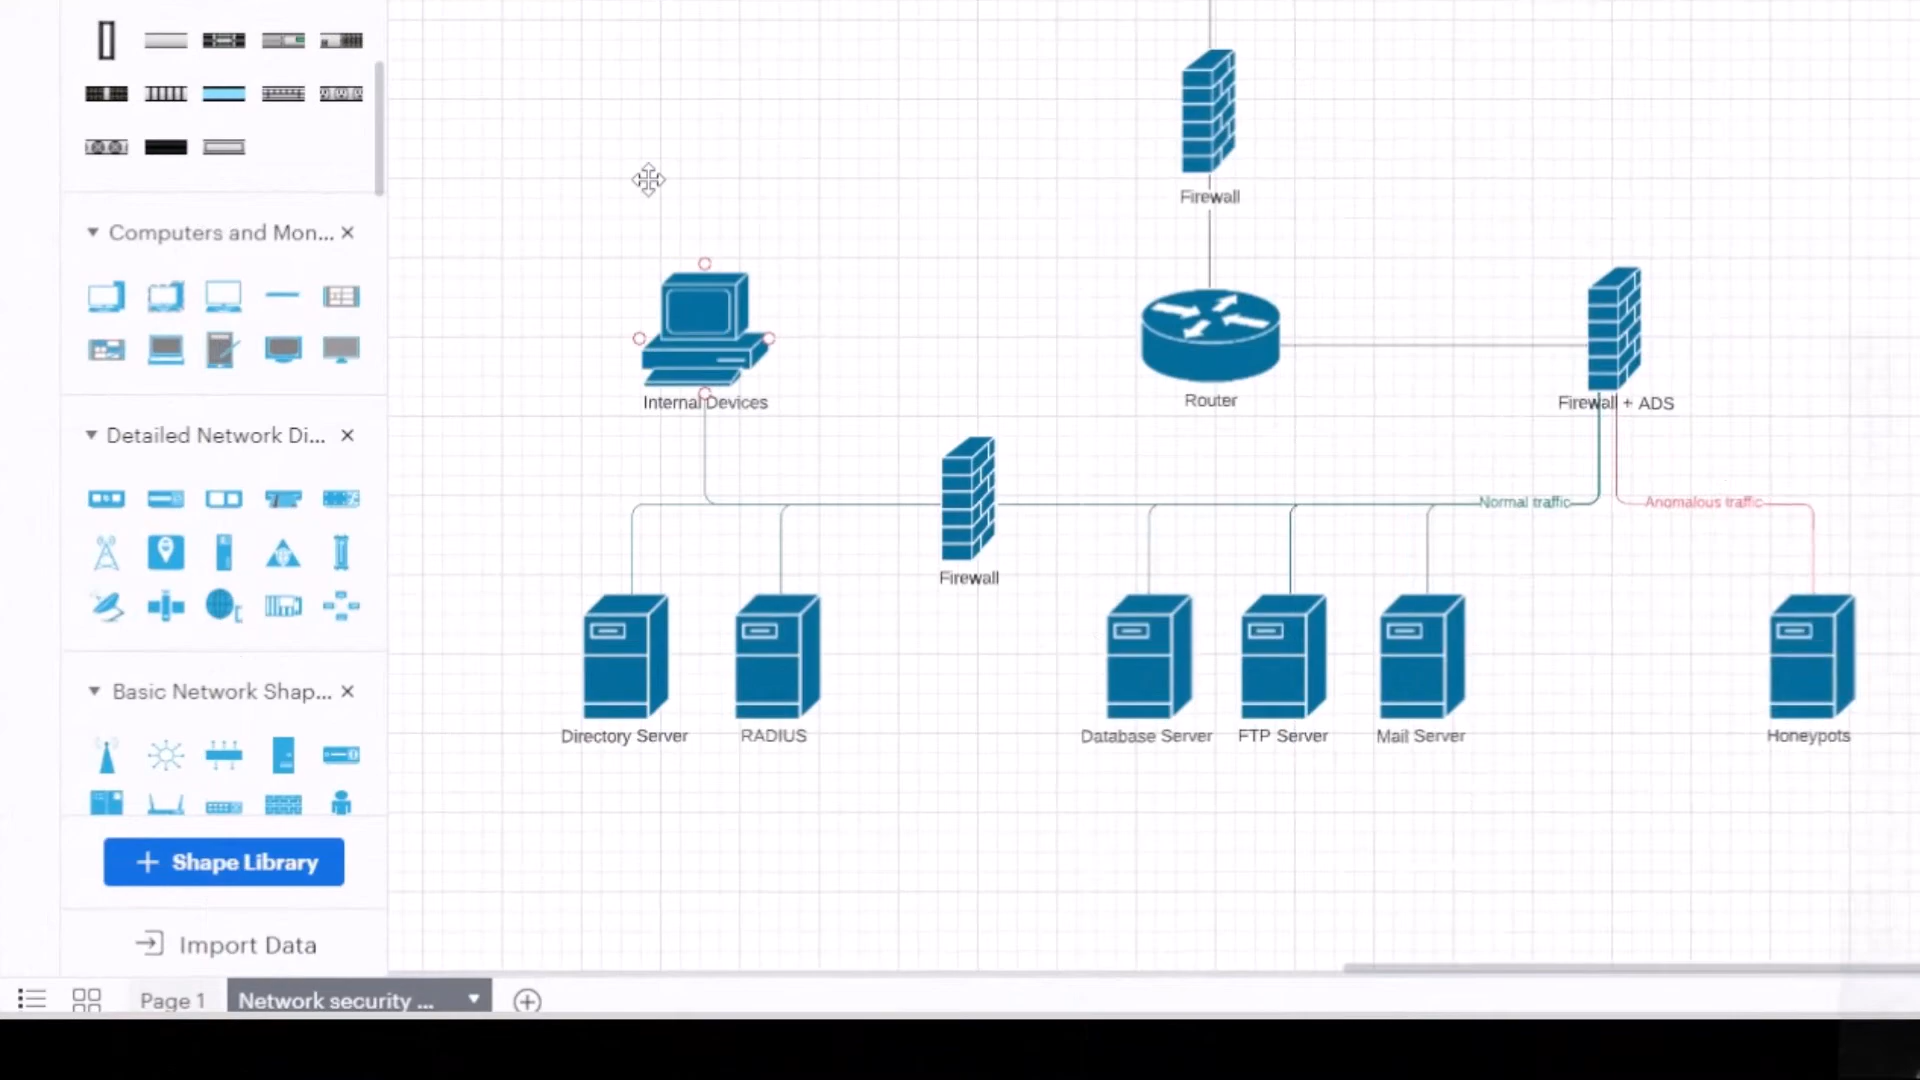 Computers and Mon...
Detailed Network Di...
Basic Network Shap...
Shape Library
Import Data
Page 1
Network security ...
Firewall
Internal Devices
Router
Firewall + ADS
Normal traffic
Anomalous traffic
Firewall
Directory Server
RADIUS
Database Server
FTP Server
Mail Server
Honeypots